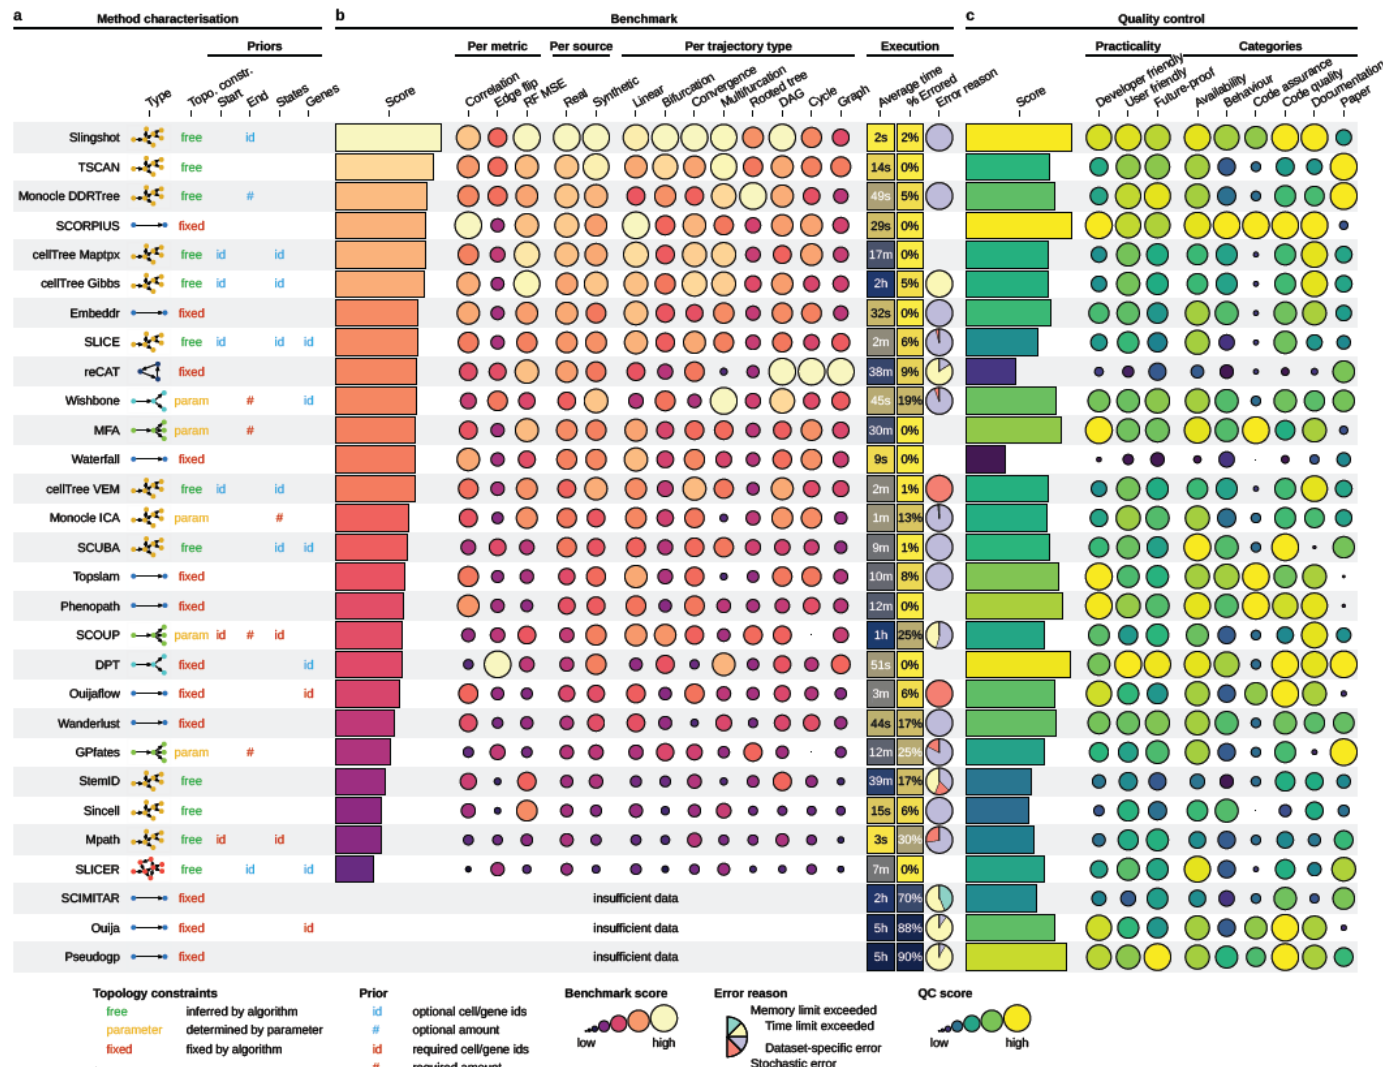 a Method characterisation b Benchmark c Quality control
Priors Per metric Per source Per trajectory type Execution Practicality Categories
Type Topo. constr. Start End States Genes Score Correlation Edge flip RF MSE Real Synthetic Linear Bifurcation Convergence Multifurcation Rooted tree DAG Cycle Graph Average time % Errored Error reason Score Developer friendly User friendly Future-proof Availability Behaviour Code assurance Code quality Documentation Paper
Slingshot free id 2s 2%
TSCAN free 14s 0%
Monocle DDRTree free # 49s 5%
SCORPIUS fixed 29s 0%
cellTree Maptpx free id id 17m 0%
cellTree Gibbs free id id 2h 5%
Embeddr fixed 32s 0%
SLICE free id id id 2m 6%
reCAT fixed 38m 9%
Wishbone param # id 45s 19%
MFA param # 30m 0%
Waterfall fixed 9s 0%
cellTree VEM free id id 2m 1%
Monocle ICA param # 1m 13%
SCUBA free id id 9m 1%
Topslam fixed 10m 8%
Phenopath fixed 12m 0%
SCOUP param id # id 1h 25%
DPT fixed id 51s 0%
Ouijaflow fixed id 3m 6%
Wanderlust fixed 44s 17%
GPfates param # 12m 25%
StemID free 39m 17%
Sincell free 15s 6%
Mpath free id id 3s 30%
SLICER free id id 7m 0%
SCIMITAR fixed insufficient data 2h 70%
Ouija fixed id insufficient data 5h 88%
Pseudogp fixed insufficient data 5h 90%
Topology constraints
free inferred by algorithm
parameter determined by parameter
fixed fixed by algorithm
Prior
id optional cell/gene ids
# optional amount
id required cell/gene ids
# required amount
Benchmark score
low high
Error reason
Memory limit exceeded
Time limit exceeded
Dataset-specific error
Stochastic error
QC score
low high